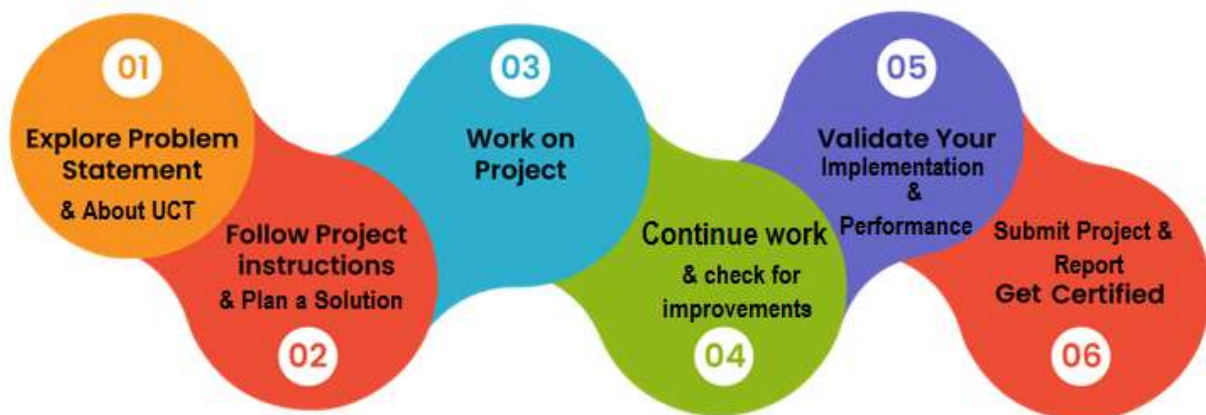 01
Explore Problem
Statement
& About UCT
Follow Project
instructions
& Plan a Solution
02
03
Work on
Project
Continue work
& check for
improvements
04
05
Validate Your
Implementation
&
Performance
Submit Project &
Report
Get Certified
06